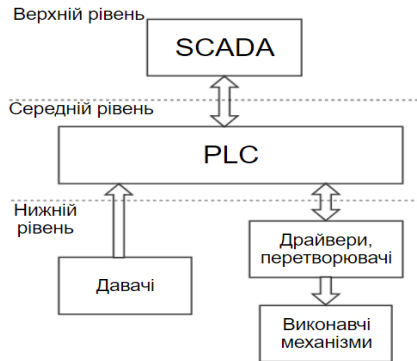 Верхній рівень
SCADA
Середній рівень
PLC
Нижній
рівень
Драйвери,
перетворювачі
Давачі
Виконавчі
механізми